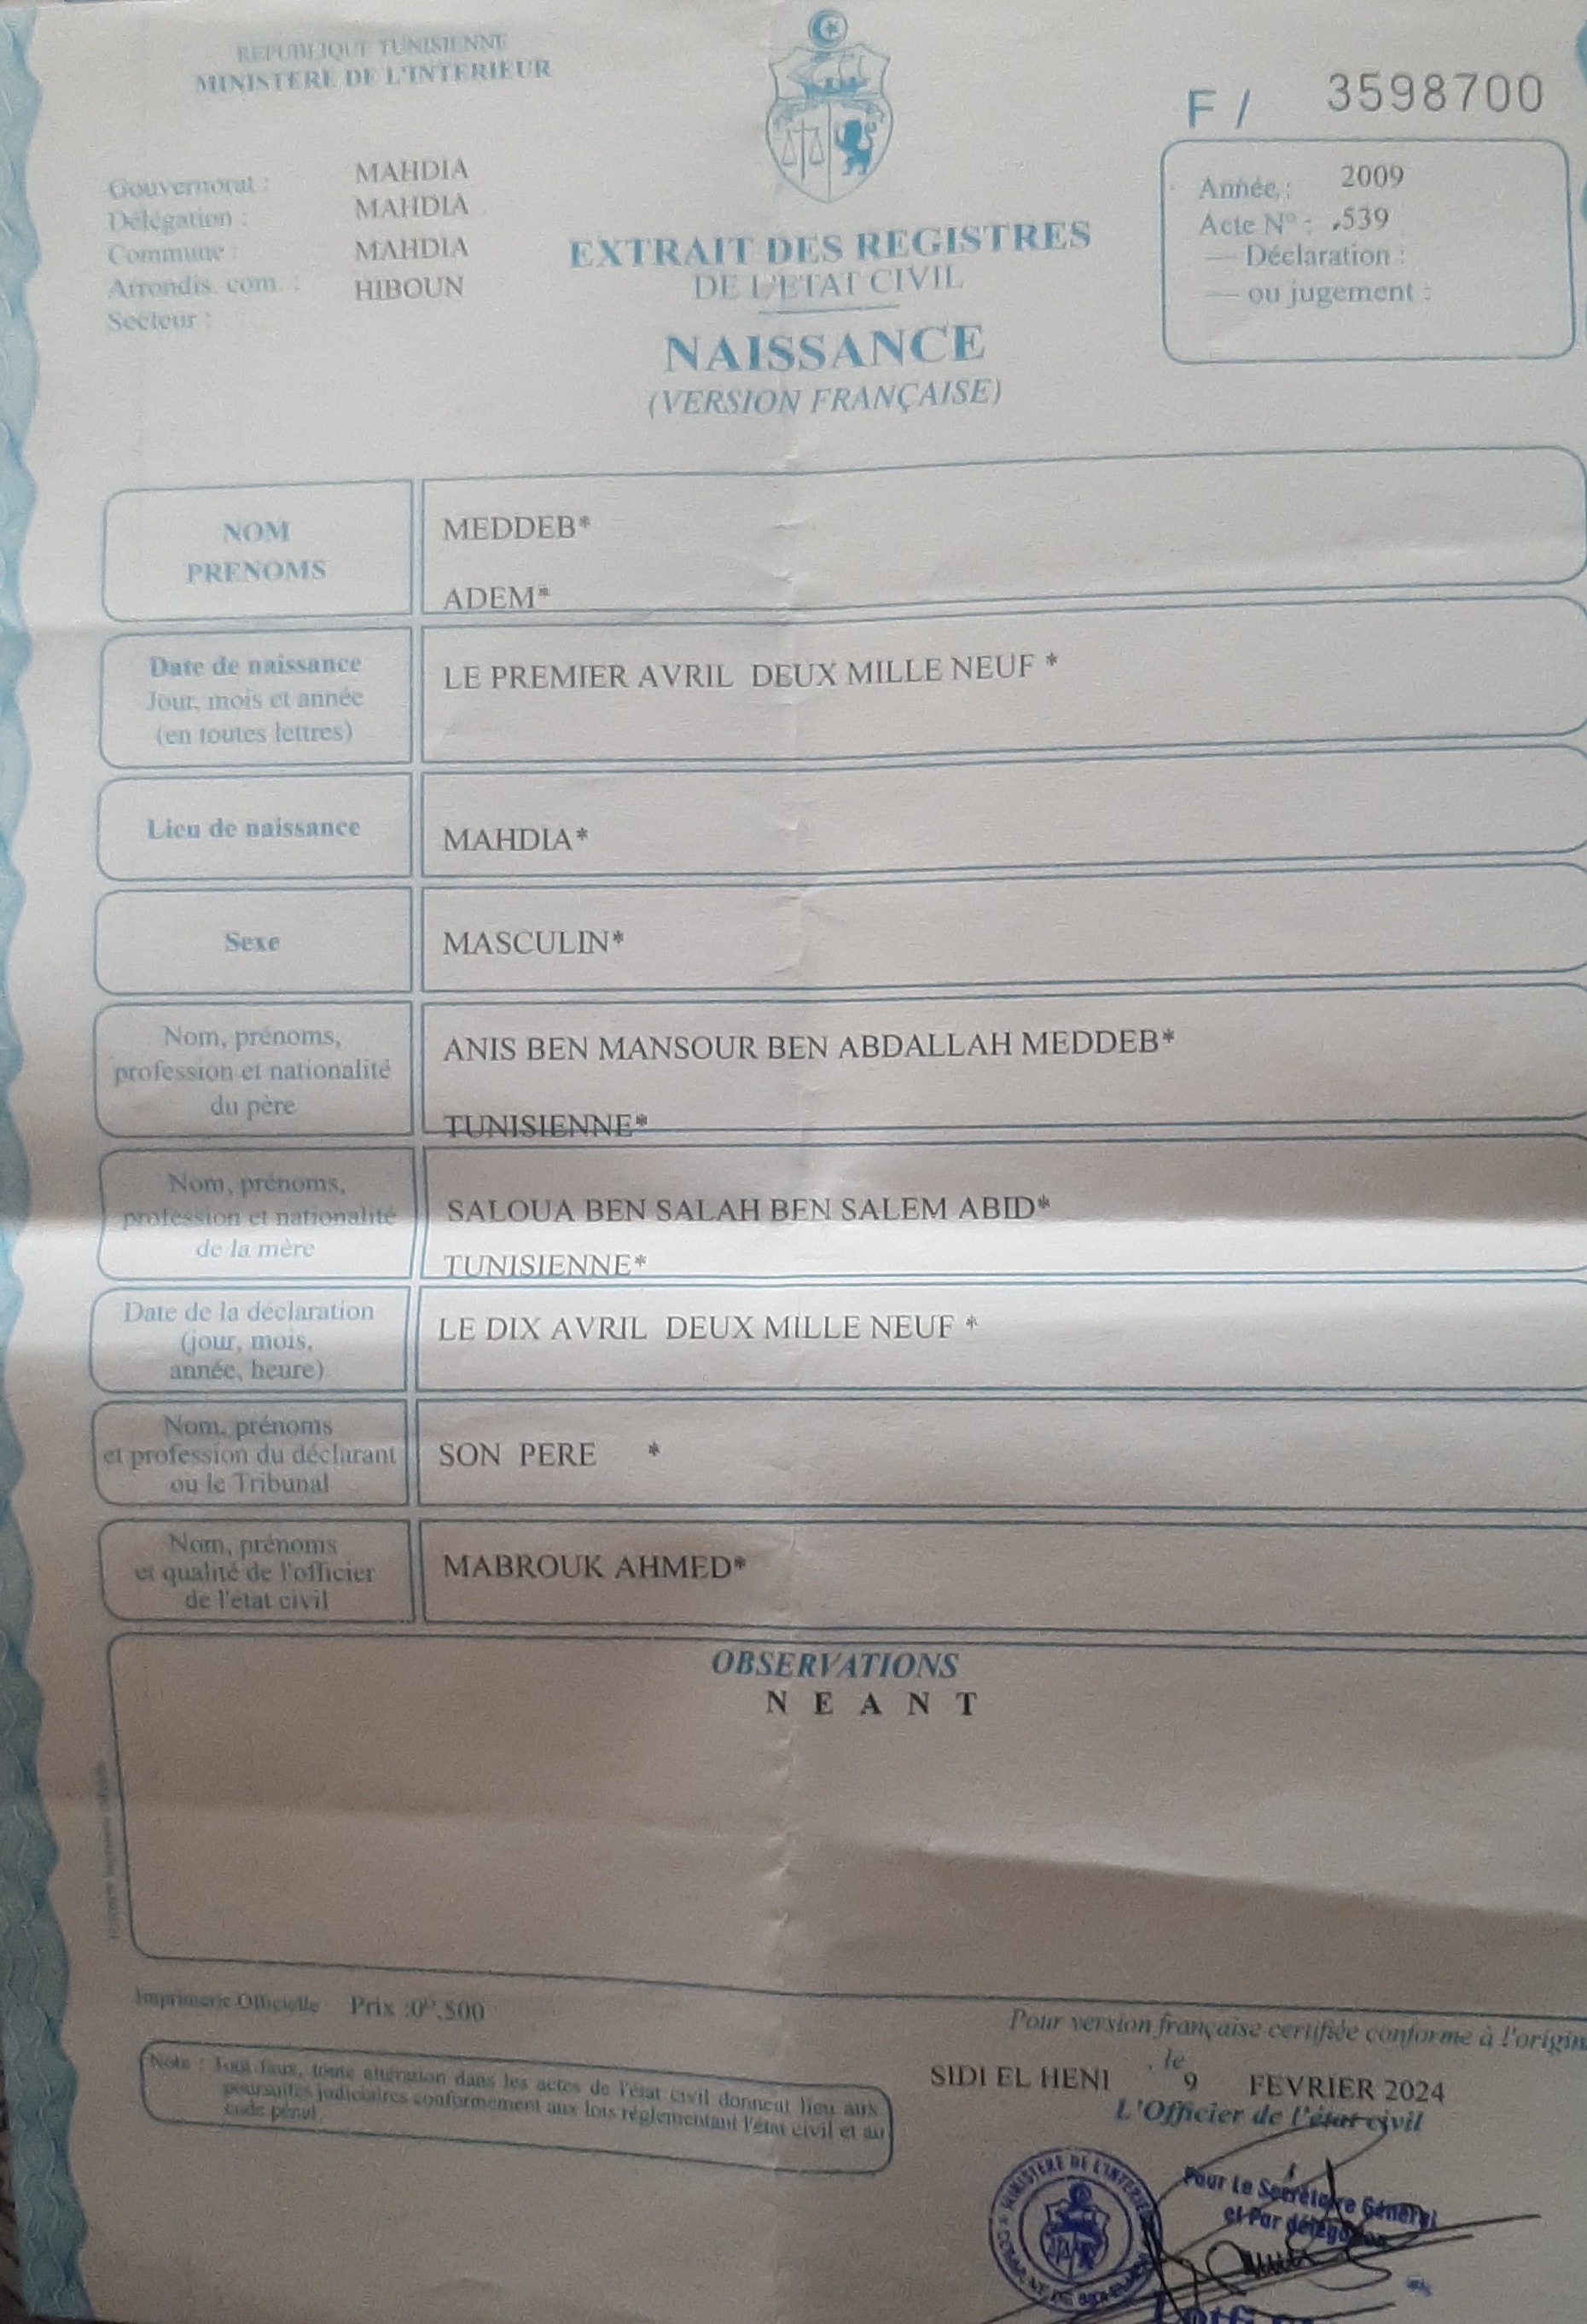 REPUBLIQUE TUNISIENNE
MINISTERE DE L'INTERIEUR
F / 3598700
Gouvernorat : MAHDIA
Délégation : MAHDIA
Commune : MAHDIA
Arrondis. com. : HIBOUN
Secteur :
EXTRAIT DES REGISTRES
DE L'ETAT CIVIL
NAISSANCE
(VERSION FRANÇAISE)
Année : 2009
Acte N° : 539
— Déclaration :
— ou jugement :
NOM
PRENOMS
MEDDEB*
ADEM*
Date de naissance
Jour, mois et année
(en toutes lettres)
LE PREMIER AVRIL DEUX MILLE NEUF *
Lieu de naissance
MAHDIA*
Sexe
MASCULIN*
Nom, prénoms,
profession et nationalité
du père
ANIS BEN MANSOUR BEN ABDALLAH MEDDEB*
TUNISIENNE*
Nom, prénoms,
profession et nationalité
de la mère
SALOUA BEN SALAH BEN SALEM ABID*
TUNISIENNE*
Date de la déclaration
(jour, mois,
année, heure)
LE DIX AVRIL DEUX MILLE NEUF *
Nom, prénoms
et profession du déclarant
ou le Tribunal
SON PERE *
Nom, prénoms
et qualité de l'officier
de l'état civil
MABROUK AHMED*
OBSERVATIONS
N E A N T
Imprimerie Officielle Prix :0ᴰ,500
Note : Tout faux, toute altération dans les actes de l'état civil donnent lieu aux
poursuites judiciaires conformement aux lois réglementant l'état civil et au
code pénal.
Pour version française certifiée conforme à l'origin
SIDI EL HENI , le 9 FEVRIER 2024
L'Officier de l'état civil
MINISTERE DE L'INTERIEUR
Pour Le Secrétaire Général
et Par délégation